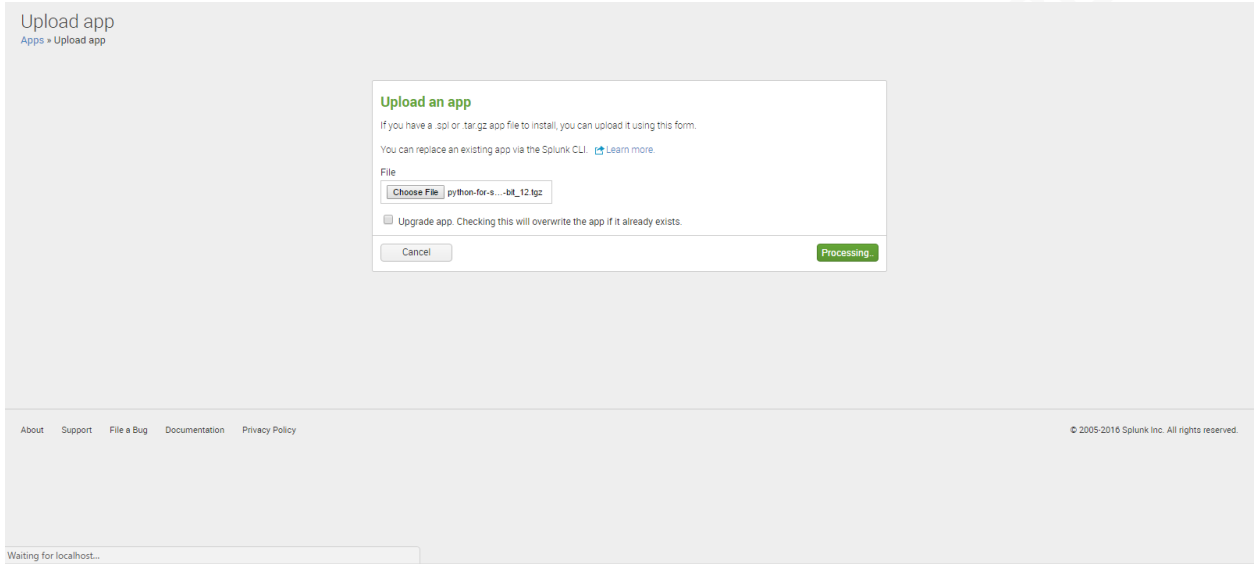 Upload app
Apps » Upload app
Upload an app
If you have a .spl or .tar.gz app file to install, you can upload it using this form.
You can replace an existing app via the Splunk CLI. Learn more.
File
Choose File python-for-s...-bit_12.tgz
Upgrade app. Checking this will overwrite the app if it already exists.
Cancel Processing..
About Support File a Bug Documentation Privacy Policy © 2005-2016 Splunk Inc. All rights reserved.
Waiting for localhost...